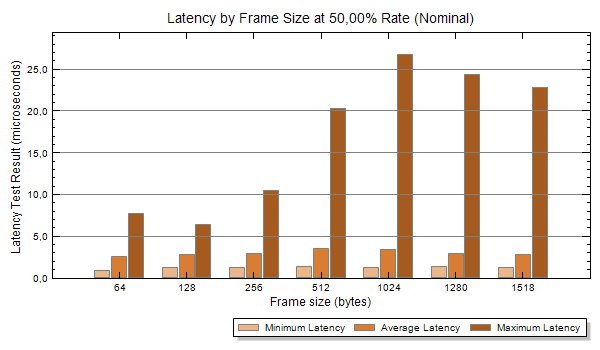 Latency by Frame Size at 50,00% Rate (Nominal)
Latency Test Result (microseconds)
25,0
20,0
15,0
10,0
5,0
0,0
64 128 256 512 1024 1280 1518
Frame size (bytes)
Minimum Latency Average Latency Maximum Latency